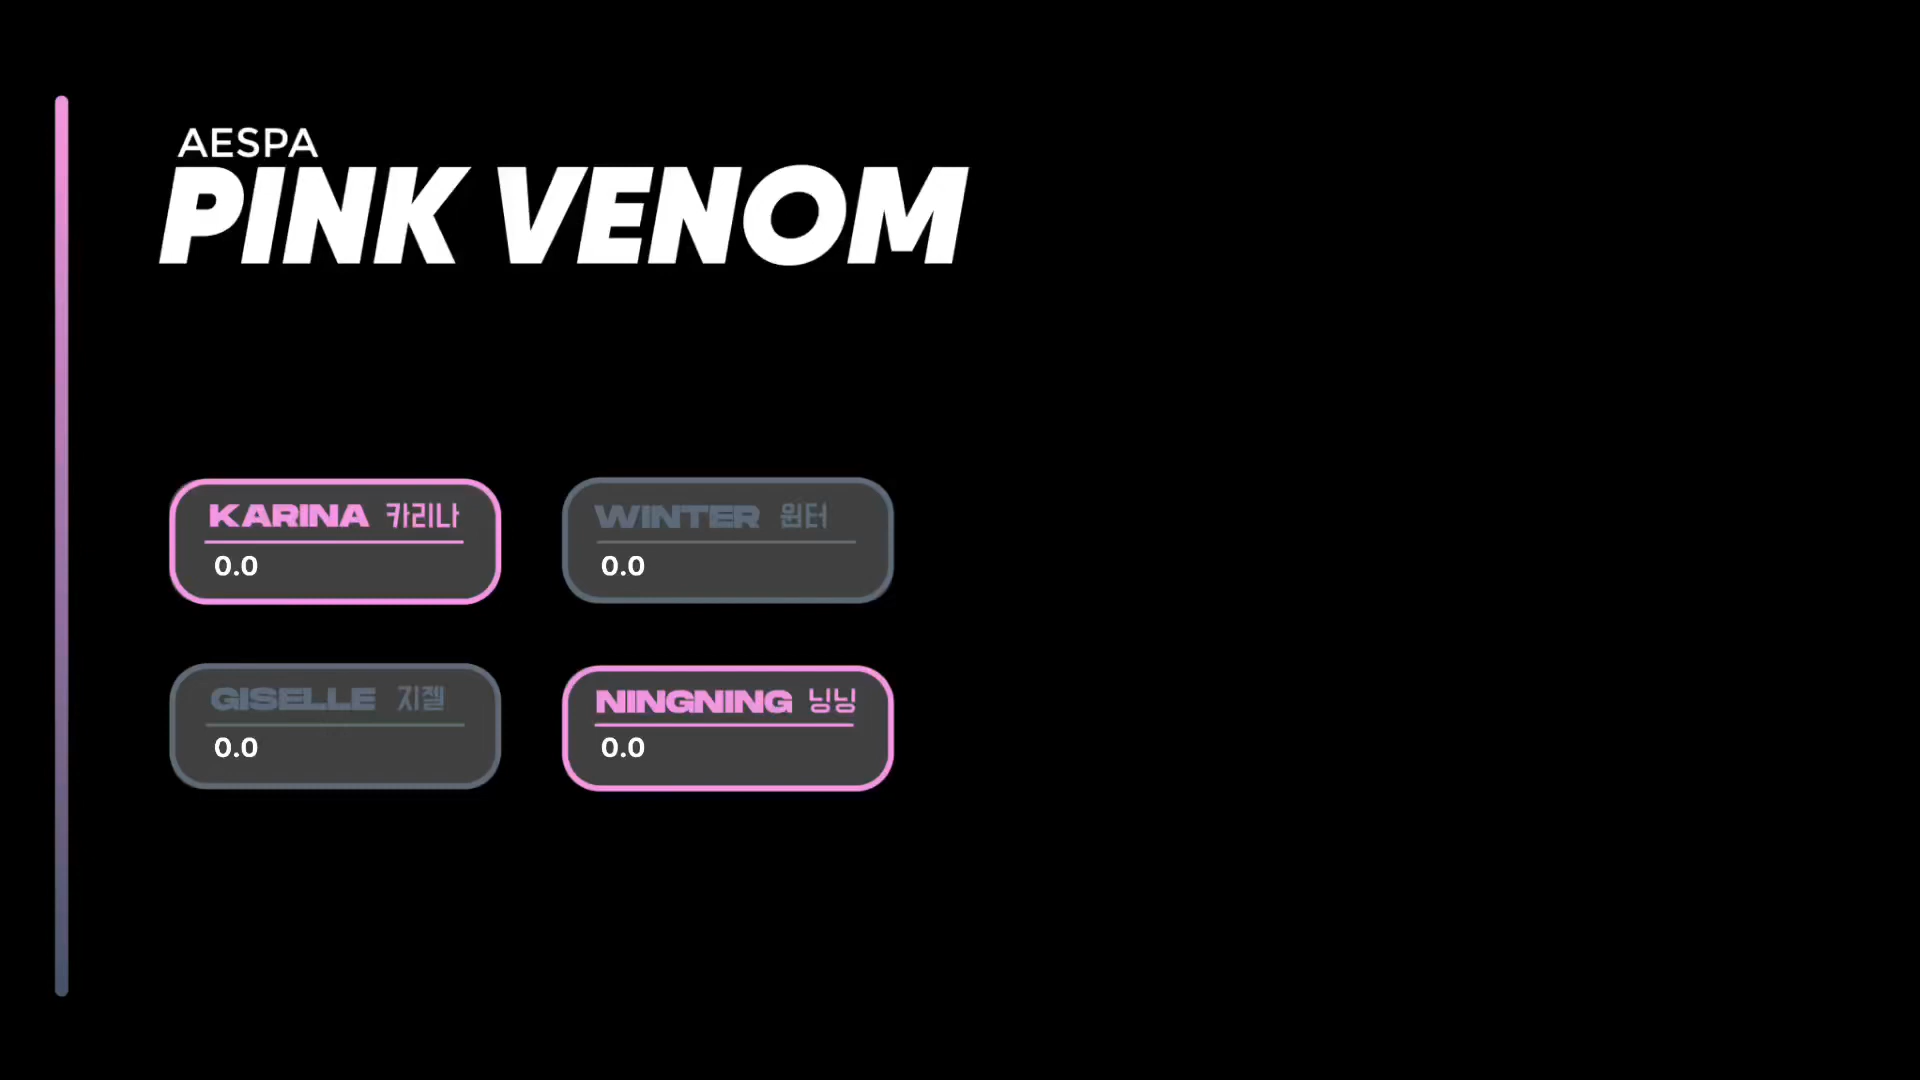 AESPA
PINK VENOM
KARINA 카리나
0.0
WINTER 윈터
0.0
GISELLE 지젤
0.0
NINGNING 닝닝
0.0